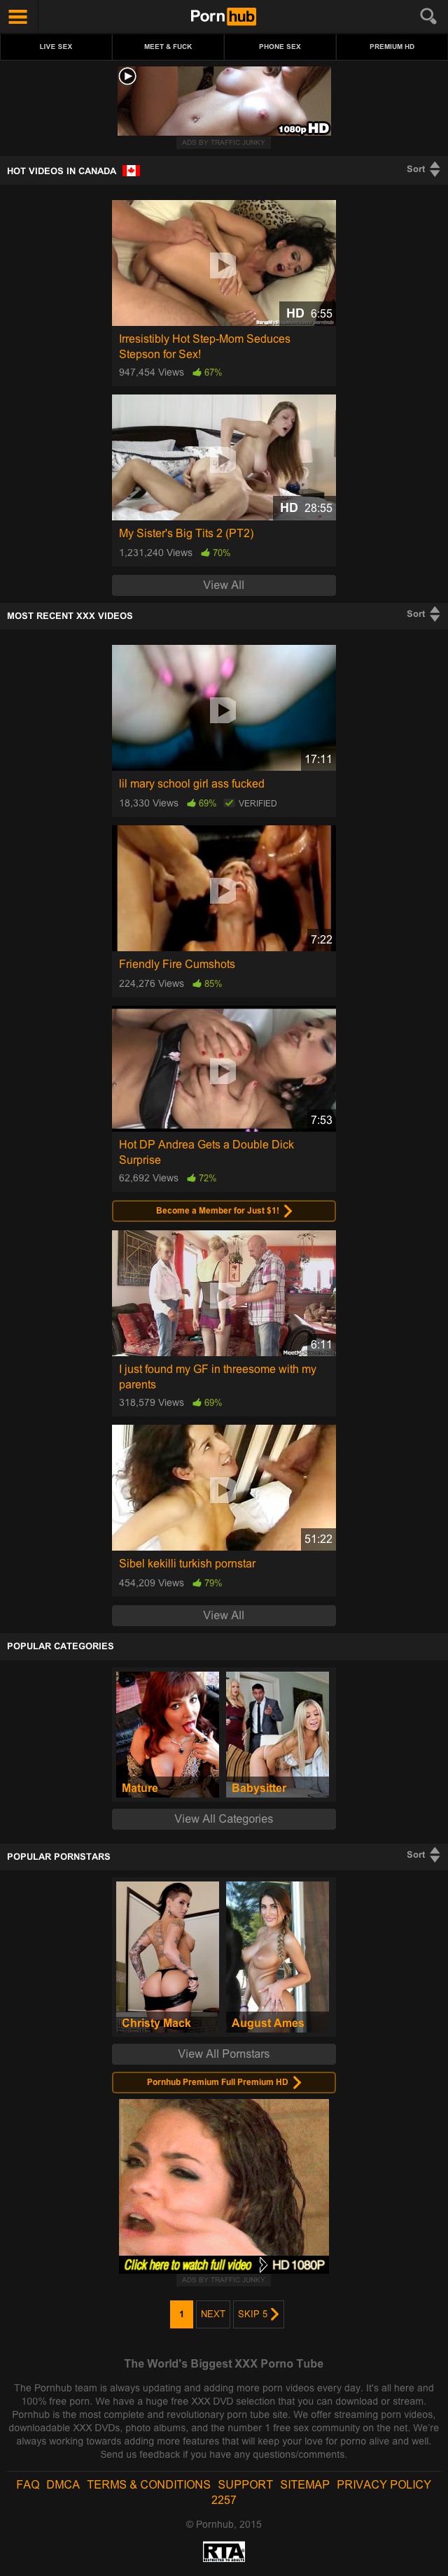 Pornhub
LIVE SEX
MEET & FUCK
PHONE SEX
PREMIUM HD
1080p HD
ADS BY TRAFFIC JUNKY
HOT VIDEOS IN CANADA
Sort
HD 6:55
Irresistibly Hot Step-Mom Seduces
Stepson for Sex!
947,454 Views 67%
HD 28:55
My Sister's Big Tits 2 (PT2)
1,231,240 Views 70%
View All
MOST RECENT XXX VIDEOS
Sort
17:11
lil mary school girl ass fucked
18,330 Views 69% VERIFIED
7:22
Friendly Fire Cumshots
224,276 Views 85%
7:53
Hot DP Andrea Gets a Double Dick
Surprise
62,692 Views 72%
Become a Member for Just $1!
6:11
I just found my GF in threesome with my
parents
318,579 Views 69%
51:22
Sibel kekilli turkish pornstar
454,209 Views 79%
View All
POPULAR CATEGORIES
Mature
Babysitter
View All Categories
POPULAR PORNSTARS
Sort
Christy Mack
August Ames
View All Pornstars
Pornhub Premium Full Premium HD
Click here to watch full video HD 1080P
ADS BY TRAFFIC JUNKY
1 NEXT SKIP 5
The World's Biggest XXX Porno Tube
The Pornhub team is always updating and adding more porn videos every day. It's all here and
100% free porn. We have a huge free XXX DVD selection that you can download or stream.
Pornhub is the most complete and revolutionary porn tube site. We offer streaming porn videos,
downloadable XXX DVDs, photo albums, and the number 1 free sex community on the net. We're
always working towards adding more features that will keep your love for porno alive and well.
Send us feedback if you have any questions/comments.
FAQ DMCA TERMS & CONDITIONS SUPPORT SITEMAP PRIVACY POLICY
2257
© Pornhub, 2015
RTA